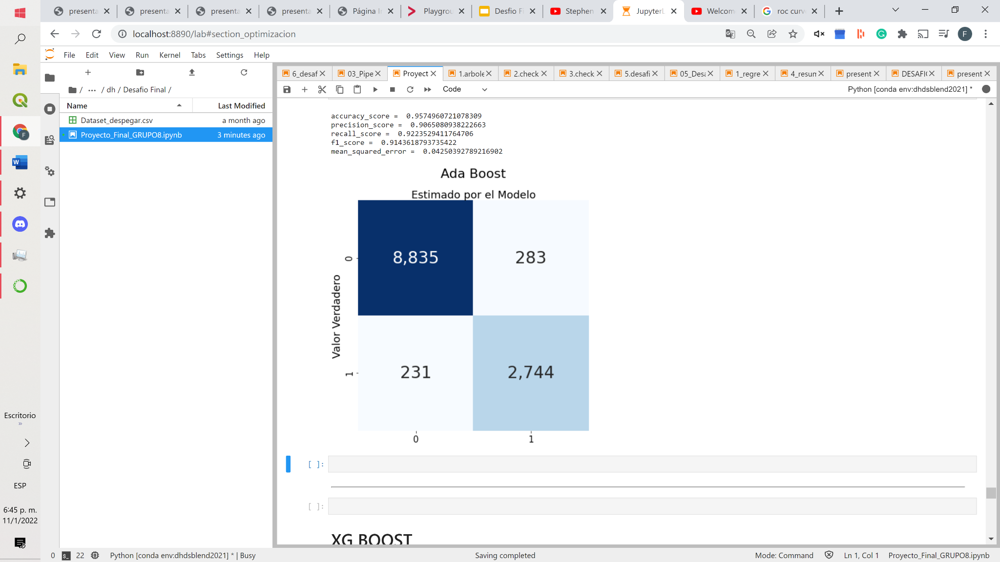 presenta
presenta
presenta
presenta
Página I
Playgrou
Desfio F
Stephen
JupyterL
Welcom
roc curv
localhost:8890/lab#section_optimizacion
F
File Edit View Run Kernel Tabs Settings Help
6_desaf
03_Pipe
Proyect
1.arbole
2.check
3.check
5.desafi
05_Desa
1_regre
4_resum
present
DESAFIO
present
/ ... / dh / Desafio Final /
Code
Python [conda env:dhdsblend2021] *
Name Last Modified
Dataset_despegar.csv a month ago
Proyecto_Final_GRUPO8.ipynb 3 minutes ago
accuracy_score = 0.9574960721078309
precision_score = 0.9065080938222663
recall_score = 0.9223529411764706
f1_score = 0.9143618793735422
mean_squared_error = 0.04250392789216902
Ada Boost
Estimado por el Modelo
Valor Verdadero
0
8,835 283
1
231 2,744
0 1
[ ]:
[ ]:
XG BOOST
Escritorio
»
ESP
6:45 p. m.
11/1/2022
0 22 Python [conda env:dhdsblend2021] * | Busy Saving completed Mode: Command Ln 1, Col 1 Proyecto_Final_GRUPO8.ipynb